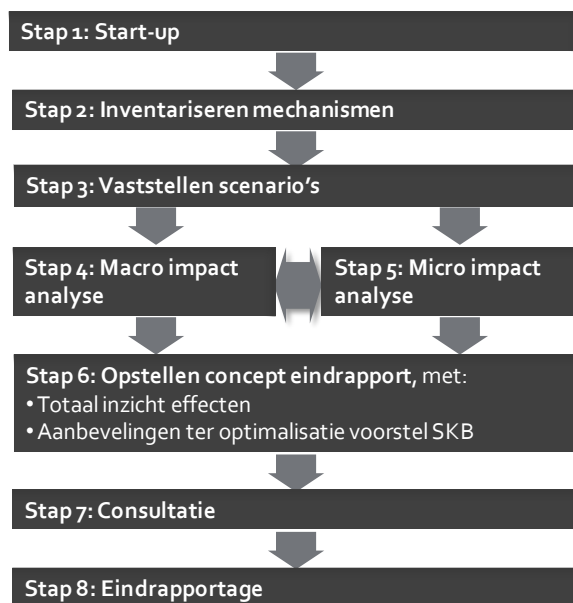 Stap 1: Start-up
Stap 2: Inventariseren mechanismen
Stap 3: Vaststellen scenario's
Stap 4: Macro impact
analyse
Stap 5: Micro impact
analyse
Stap 6: Opstellen concept eindrapport, met:
• Totaal inzicht effecten
• Aanbevelingen ter optimalisatie voorstel SKB
Stap 7: Consultatie
Stap 8: Eindrapportage